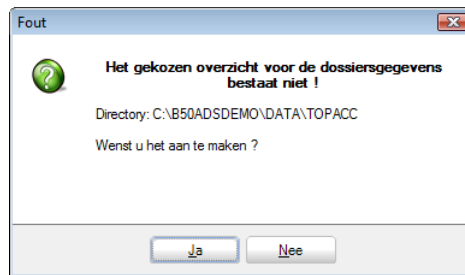 Fout
Het gekozen overzicht voor de dossiersgegevens
bestaat niet !
Directory: C:\B50ADSDEMO\DATA\TOPACC
Wenst u het aan te maken ?
Ja
Nee